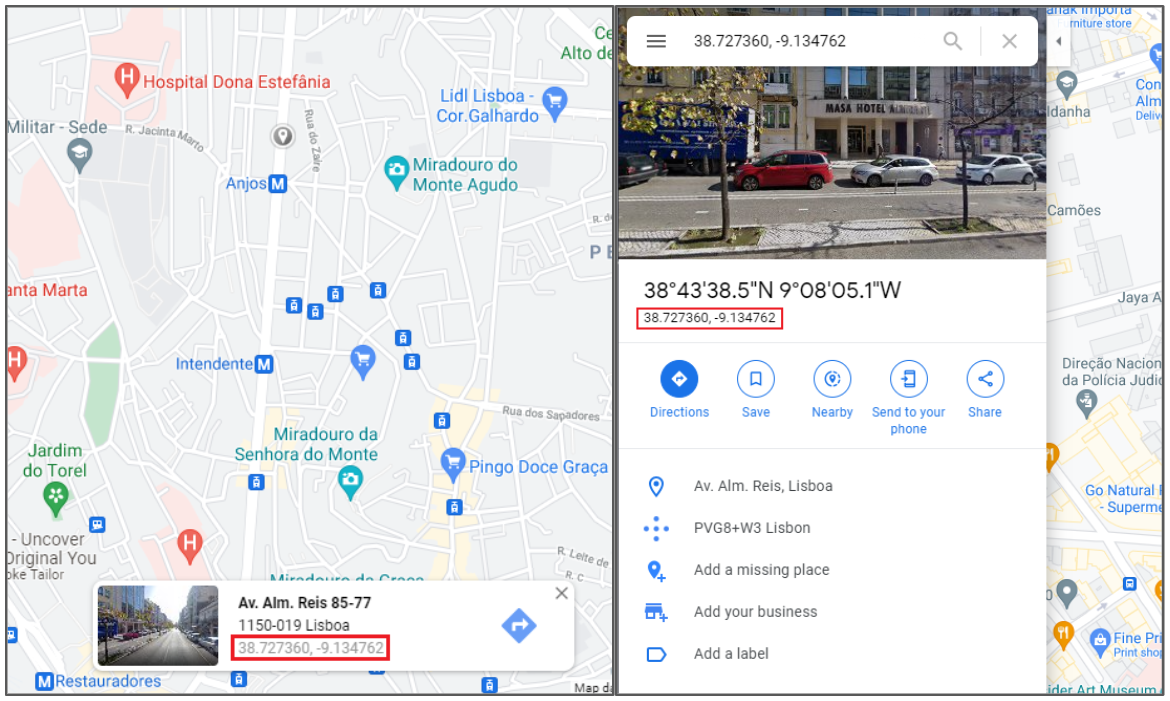 Hospital Dona Estefânia
Militar - Sede
R. Jacinta Marto
Rua do Zaire
Lidl Lisboa -
Cor.Galhardo
Alto de
Anjos
M
Miradouro do
Monte Agudo
anta Marta
Intendente
M
Rua dos Sapadores
Miradouro da
Senhora do Monte
Jardim
do Torel
Pingo Doce Graça
- Uncover
Original You
oke Tailor
R. Leite de
R. C
Miradouro da Graça
Av. Alm. Reis 85-77
1150-019 Lisboa
38.727360, -9.134762
M
Restauradores
Map da
38.727360, -9.134762
MASA HOTEL
38°43'38.5"N 9°08'05.1"W
38.727360, -9.134762
Directions
Save
Nearby
Send to your
phone
Share
Av. Alm. Reis, Lisboa
PVG8+W3 Lisbon
Add a missing place
Add your business
Add a label
anak Importa
Furniture store
Con
Alm
Deliv
ldanha
Camões
Jaya A
Direção Nacion
da Polícia Judic
Go Natural
- Superme
Fine Pri
Print shop
ider Art Museum